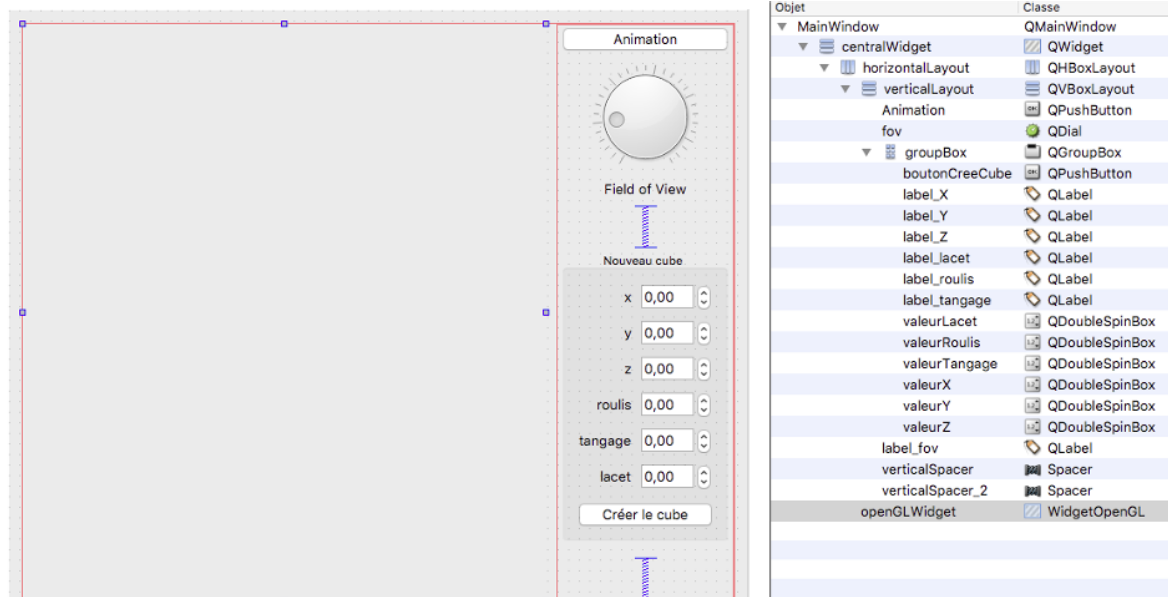 Animation
Field of View
Nouveau cube
x 0,00
y 0,00
z 0,00
roulis 0,00
tangage 0,00
lacet 0,00
Créer le cube
Objet Classe
MainWindow QMainWindow
centralWidget QWidget
horizontalLayout QHBoxLayout
verticalLayout QVBoxLayout
Animation QPushButton
fov QDial
groupBox QGroupBox
boutonCreeCube QPushButton
label_X QLabel
label_Y QLabel
label_Z QLabel
label_lacet QLabel
label_roulis QLabel
label_tangage QLabel
valeurLacet QDoubleSpinBox
valeurRoulis QDoubleSpinBox
valeurTangage QDoubleSpinBox
valeurX QDoubleSpinBox
valeurY QDoubleSpinBox
valeurZ QDoubleSpinBox
label_fov QLabel
verticalSpacer Spacer
verticalSpacer_2 Spacer
openGLWidget WidgetOpenGL